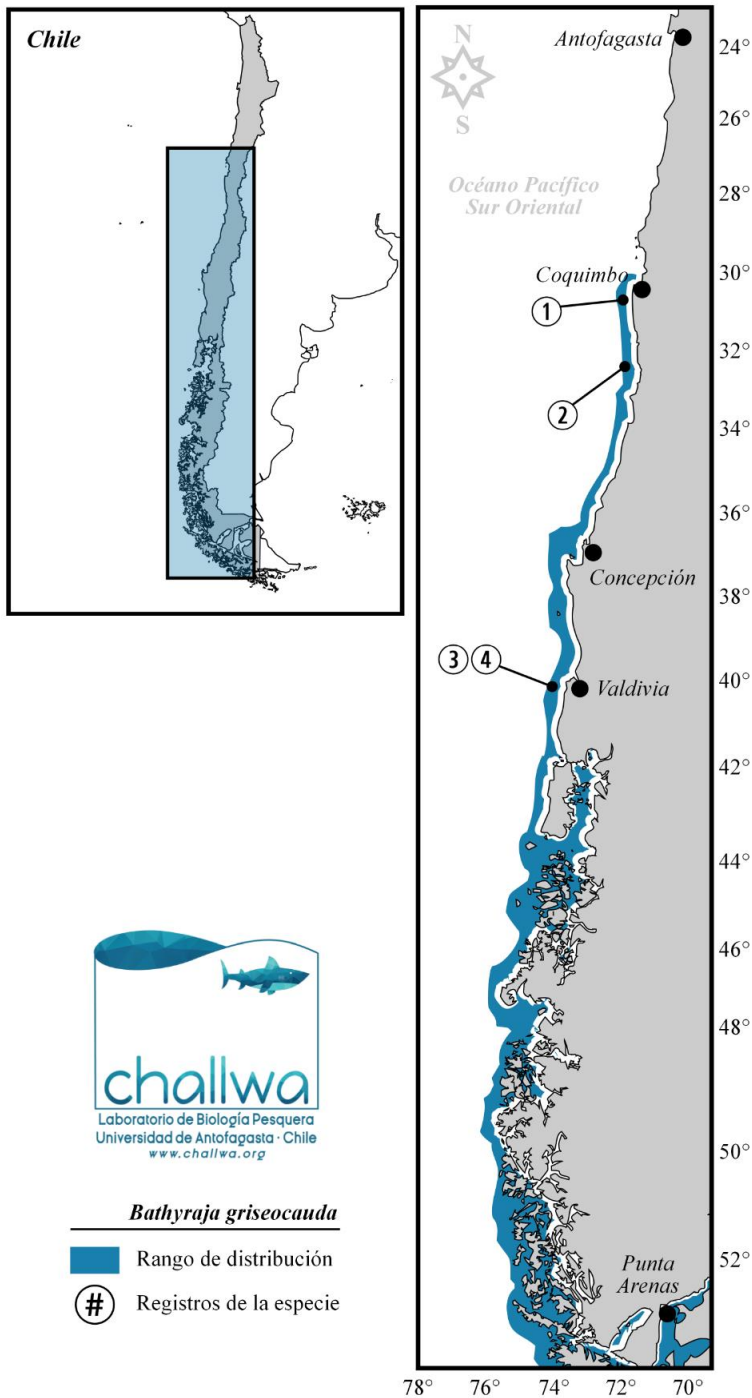 Chile
N
S
Océano Pacífico
Sur Oriental
Antofagasta
Coquimbo
1
2
Concepción
3 4
Valdivia
Punta
Arenas
24°
26°
28°
30°
32°
34°
36°
38°
40°
42°
44°
46°
48°
50°
52°
78° 76° 74° 72° 70°
challwa
Laboratorio de Biología Pesquera
Universidad de Antofagasta · Chile
www.challwa.org
Bathyraja griseocauda
Rango de distribución
# Registros de la especie